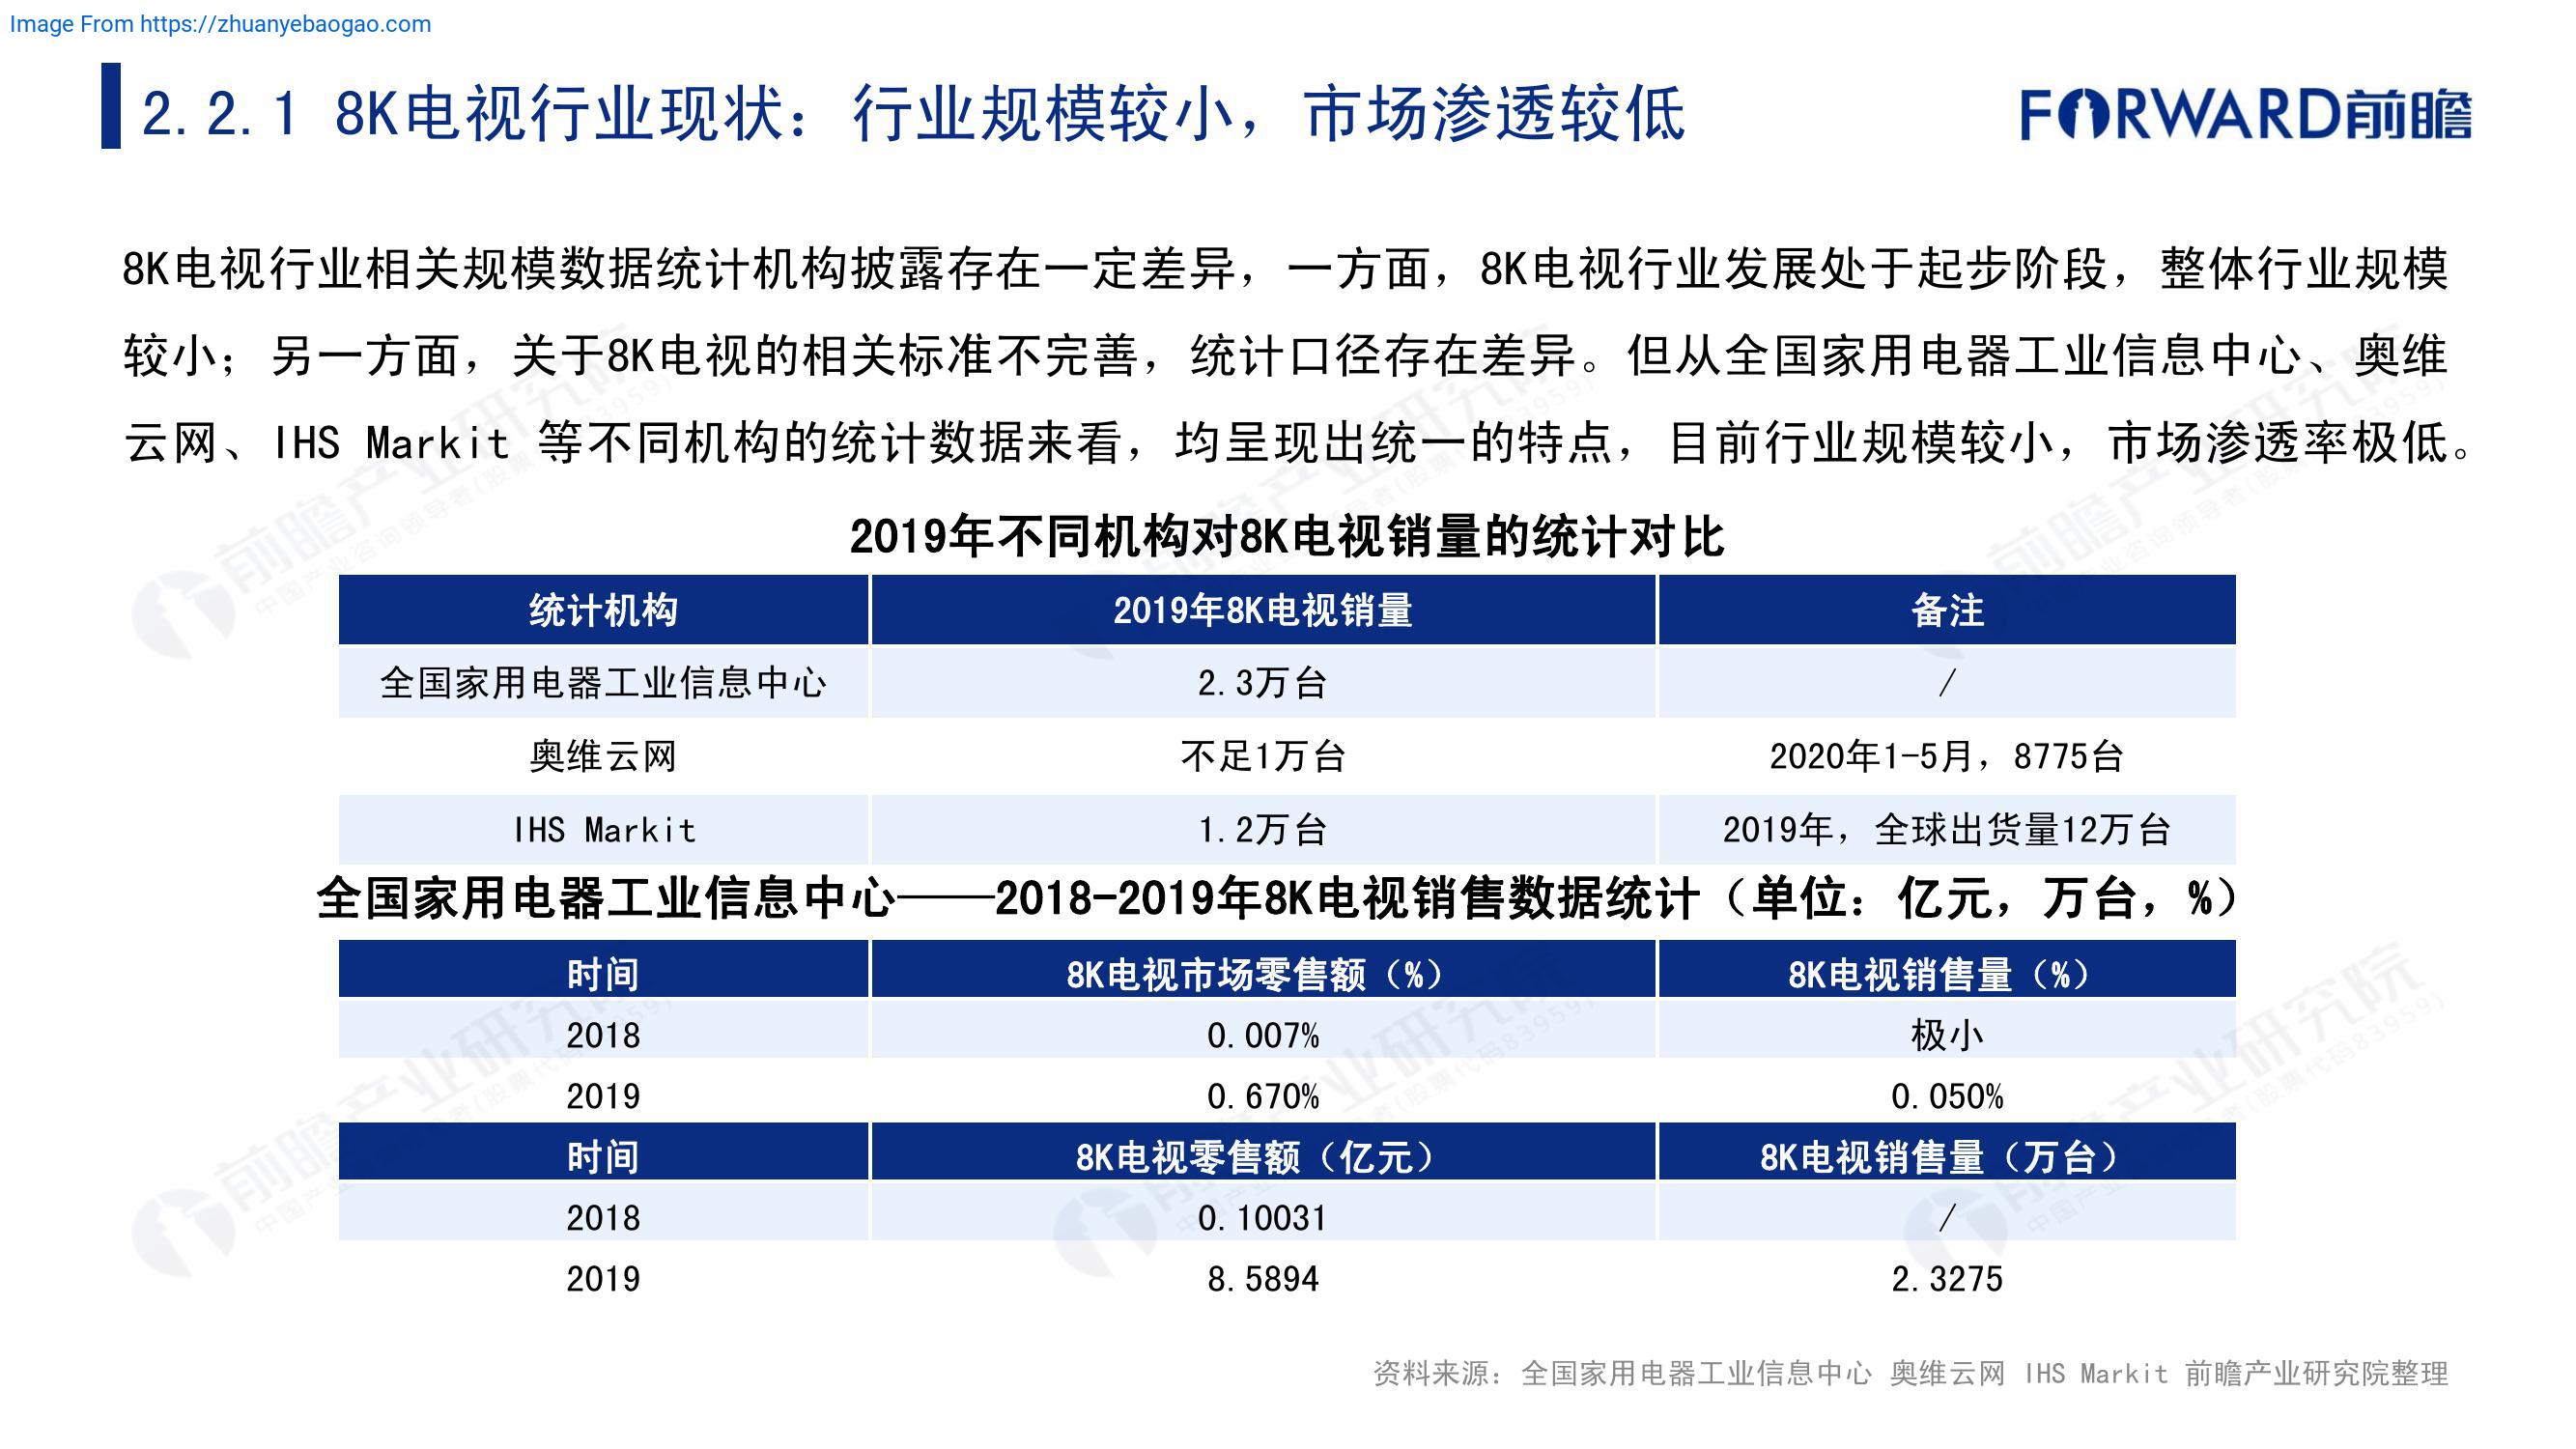 Image From https://zhuanyebaogao.com
2.2.1 8K电视行业现状：行业规模较小，市场渗透较低
FORWARD前瞻
8K电视行业相关规模数据统计机构披露存在一定差异，一方面，8K电视行业发展处于起步阶段，整体行业规模
较小；另一方面，关于8K电视的相关标准不完善，统计口径存在差异。但从全国家用电器工业信息中心、奥维
云网、IHS Markit 等不同机构的统计数据来看，均呈现出统一的特点，目前行业规模较小，市场渗透率极低。
2019年不同机构对8K电视销量的统计对比
统计机构 2019年8K电视销量 备注
全国家用电器工业信息中心 2.3万台 /
奥维云网 不足1万台 2020年1-5月，8775台
IHS Markit 1.2万台 2019年，全球出货量12万台
全国家用电器工业信息中心——2018-2019年8K电视销售数据统计（单位：亿元，万台，%）
时间 8K电视市场零售额（%） 8K电视销售量（%）
2018 0.007% 极小
2019 0.670% 0.050%
时间 8K电视零售额（亿元） 8K电视销售量（万台）
2018 0.10031 /
2019 8.5894 2.3275
资料来源：全国家用电器工业信息中心 奥维云网 IHS Markit 前瞻产业研究院整理